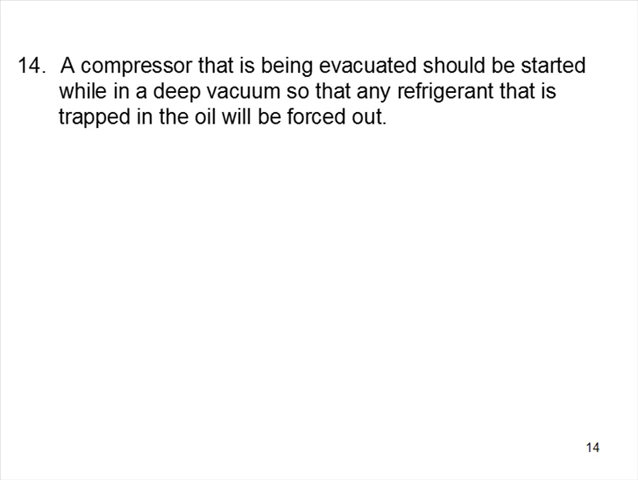 14. A compressor that is being evacuated should be started
while in a deep vacuum so that any refrigerant that is
trapped in the oil will be forced out.
14